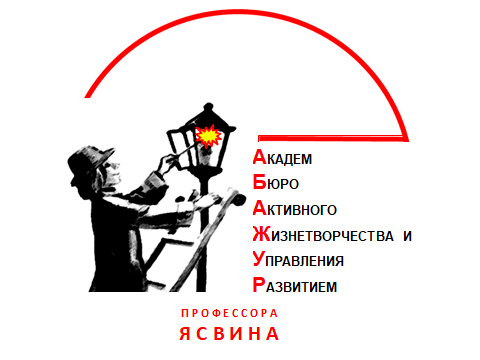 АКАДЕМ
БЮРО
АКТИВНОГО
ЖИЗНЕТВОРЧЕСТВА И
УПРАВЛЕНИЯ
РАЗВИТИЕМ
ПРОФЕССОРА
ЯСВИНА